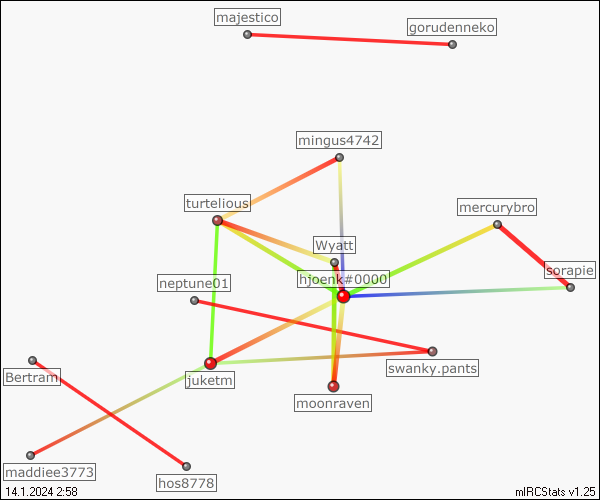 majestico
gorudenneko
mingus4742
turtelious
mercurybro
Wyatt
sorapie
neptune01
hjoenk#0000
swanky.pants
Bertram
juketm
moonraven
maddiee3773
hos8778
14.1.2024 2:58
mIRCStats v1.25